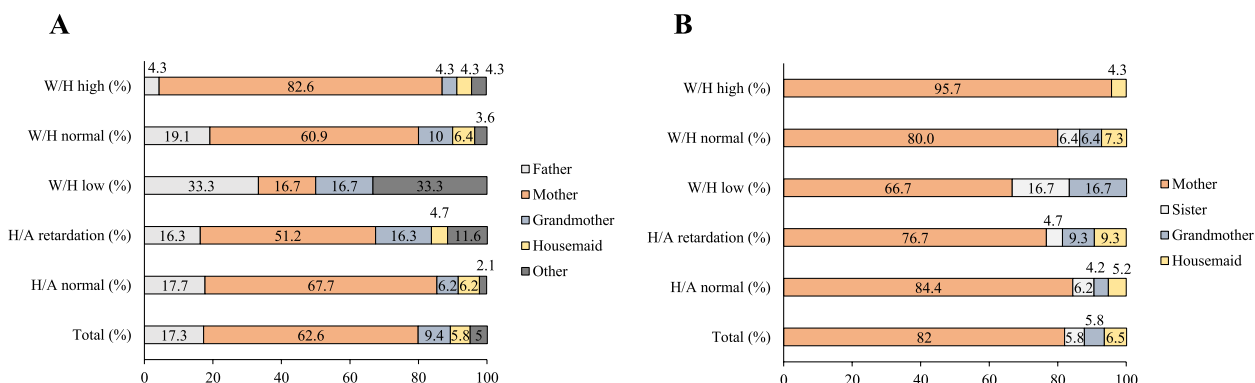 A
4.3 4.3 4.3 4.3
W/H high (%) 82.6
3.6
W/H normal (%) 19.1 60.9 10 6.4
W/H low (%) 33.3 16.7 16.7 33.3
4.7
H/A retardation (%) 16.3 51.2 16.3 11.6
2.1
H/A normal (%) 17.7 67.7 6.2 6.2
Total (%) 17.3 62.6 9.4 5.8 5
0 20 40 60 80 100
Father
Mother
Grandmother
Housemaid
Other
B
4.3
W/H high (%) 95.7
W/H normal (%) 80.0 6.4 6.4 7.3
W/H low (%) 66.7 16.7 16.7
4.7
H/A retardation (%) 76.7 9.3 9.3
4.2 5.2
H/A normal (%) 84.4 6.2
5.8
Total (%) 82 5.8 6.5
0 20 40 60 80 100
Mother
Sister
Grandmother
Housemaid